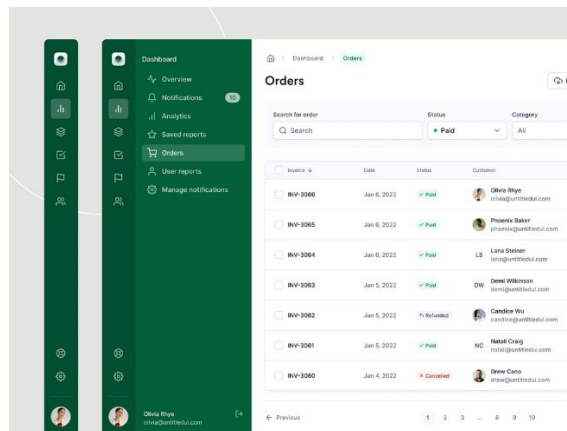 Dashboard
Overview
Notifications 10
Analytics
Saved reports
Orders
User reports
Manage notifications
Olivia Rhye
olivia@untitledui.com
Dashboard > Orders
Orders
Search for order Status Category
Search Paid All
Invoice Date Status Customer
INV-3066 Jan 6, 2022 Paid Olivia Rhye
olivia@untitledui.com
INV-3065 Jan 6, 2022 Paid Phoenix Baker
phoenix@untitledui.com
INV-3064 Jan 6, 2022 Paid LS Lana Steiner
lana@untitledui.com
INV-3063 Jan 5, 2022 Paid DW Demi Wilkinson
demi@untitledui.com
INV-3062 Jan 5, 2022 Refunded Candice Wu
candice@untitledui.com
INV-3061 Jan 5, 2022 Paid NC Natali Craig
natali@untitledui.com
INV-3060 Jan 4, 2022 Cancelled Drew Cano
drew@untitledui.com
Previous 1 2 3 ... 8 9 10